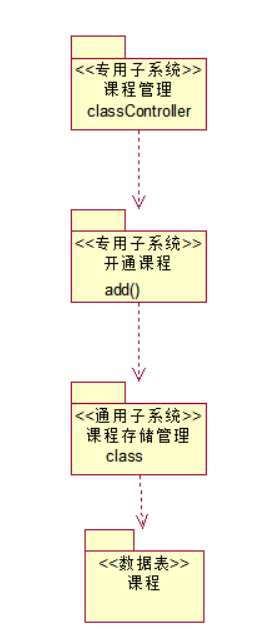 <<专用子系统>>
课程管理
classController
<<专用子系统>>
开通课程
add()
<<通用子系统>>
课程存储管理
class
<<数据表>>
课程